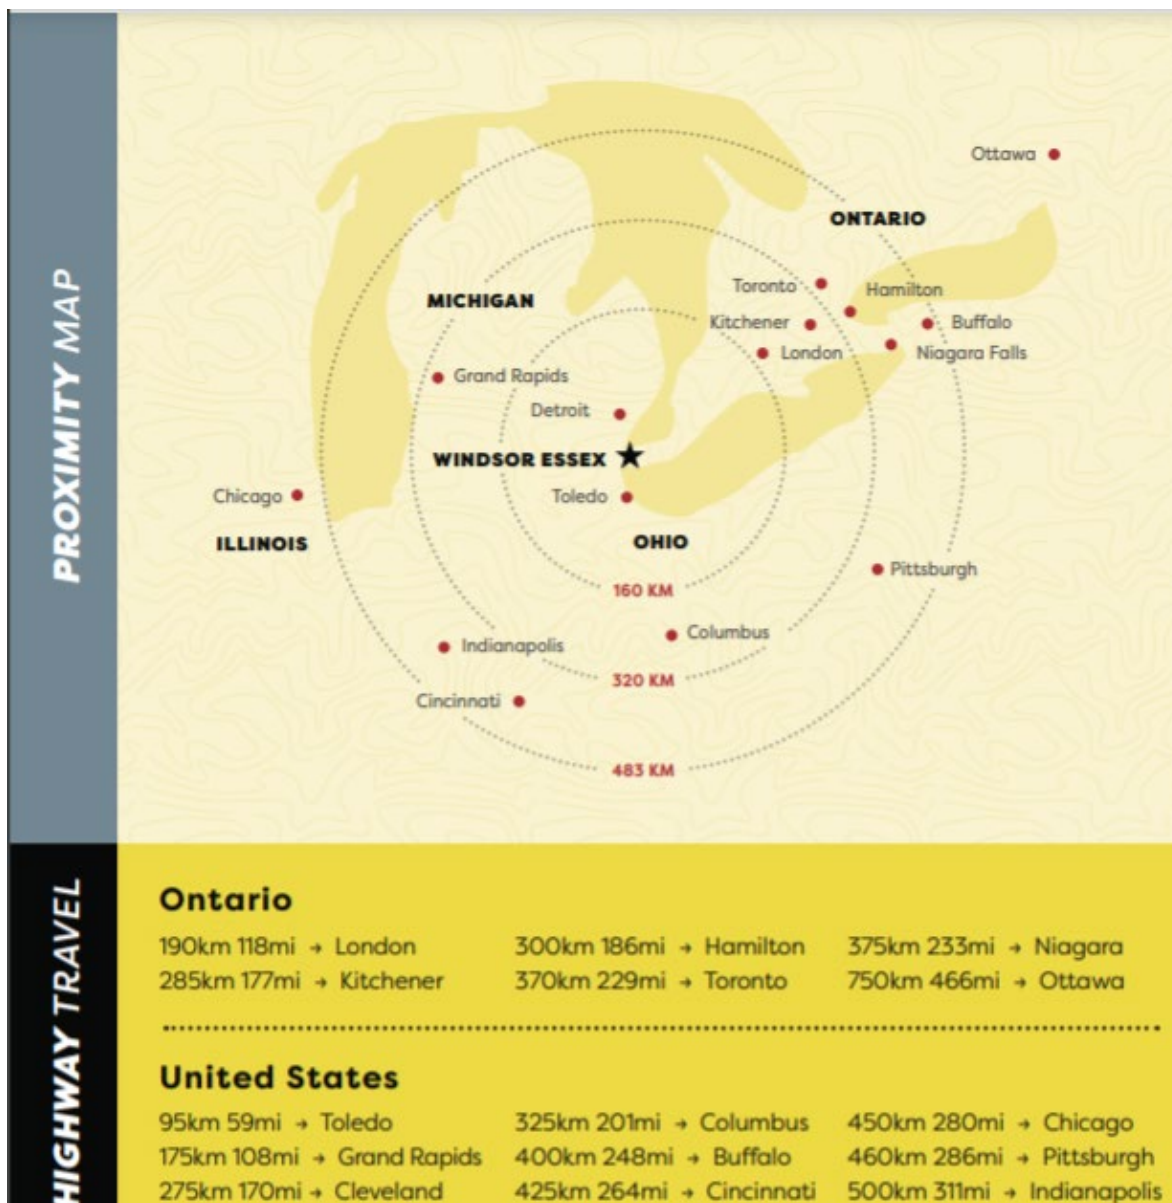 PROXIMITY MAP
Ottawa
ONTARIO
Toronto
Hamilton
MICHIGAN
Kitchener
Buffalo
London
Niagara Falls
Grand Rapids
Detroit
WINDSOR ESSEX
Chicago
Toledo
ILLINOIS
OHIO
Pittsburgh
160 KM
Columbus
Indianapolis
320 KM
Cincinnati
483 KM
HIGHWAY TRAVEL
Ontario
190km 118mi → London 300km 186mi → Hamilton 375km 233mi → Niagara
285km 177mi → Kitchener 370km 229mi → Toronto 750km 466mi → Ottawa
United States
95km 59mi → Toledo 325km 201mi → Columbus 450km 280mi → Chicago
175km 108mi → Grand Rapids 400km 248mi → Buffalo 460km 286mi → Pittsburgh
275km 170mi → Cleveland 425km 264mi → Cincinnati 500km 311mi → Indianapolis